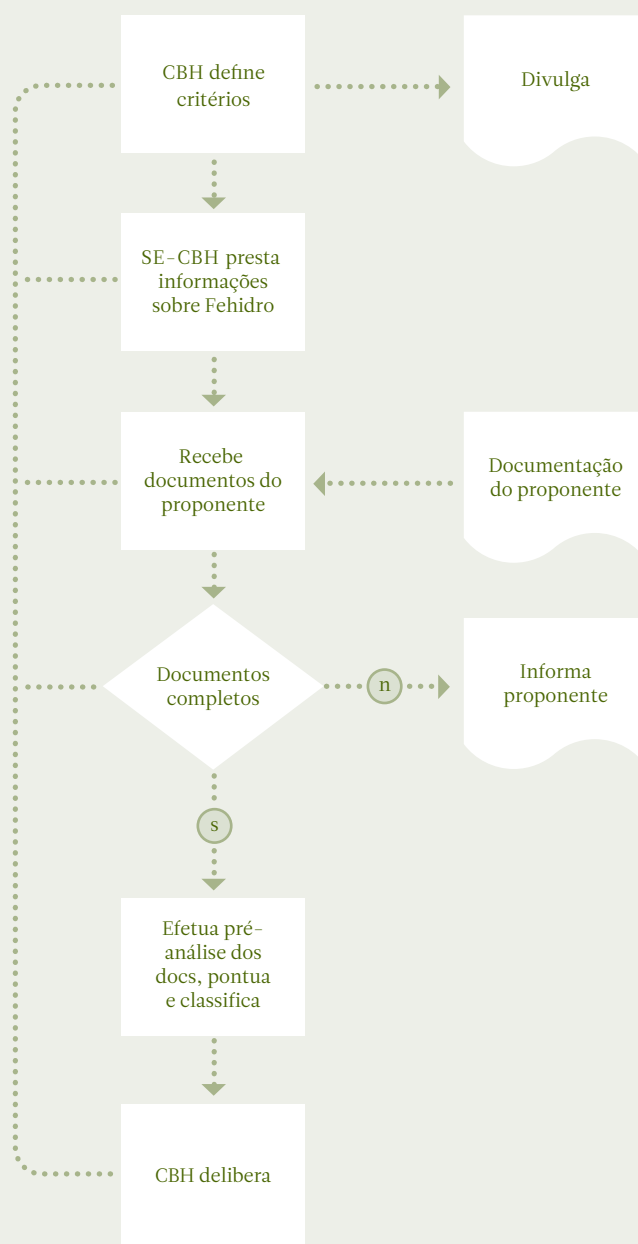 CBH define
critérios
Divulga
SE-CBH presta
informações
sobre Fehidro
Recebe
documentos do
proponente
Documentação
do proponente
Documentos
completos
n
Informa
proponente
s
Efetua pré-
análise dos
docs, pontua
e classifica
CBH delibera